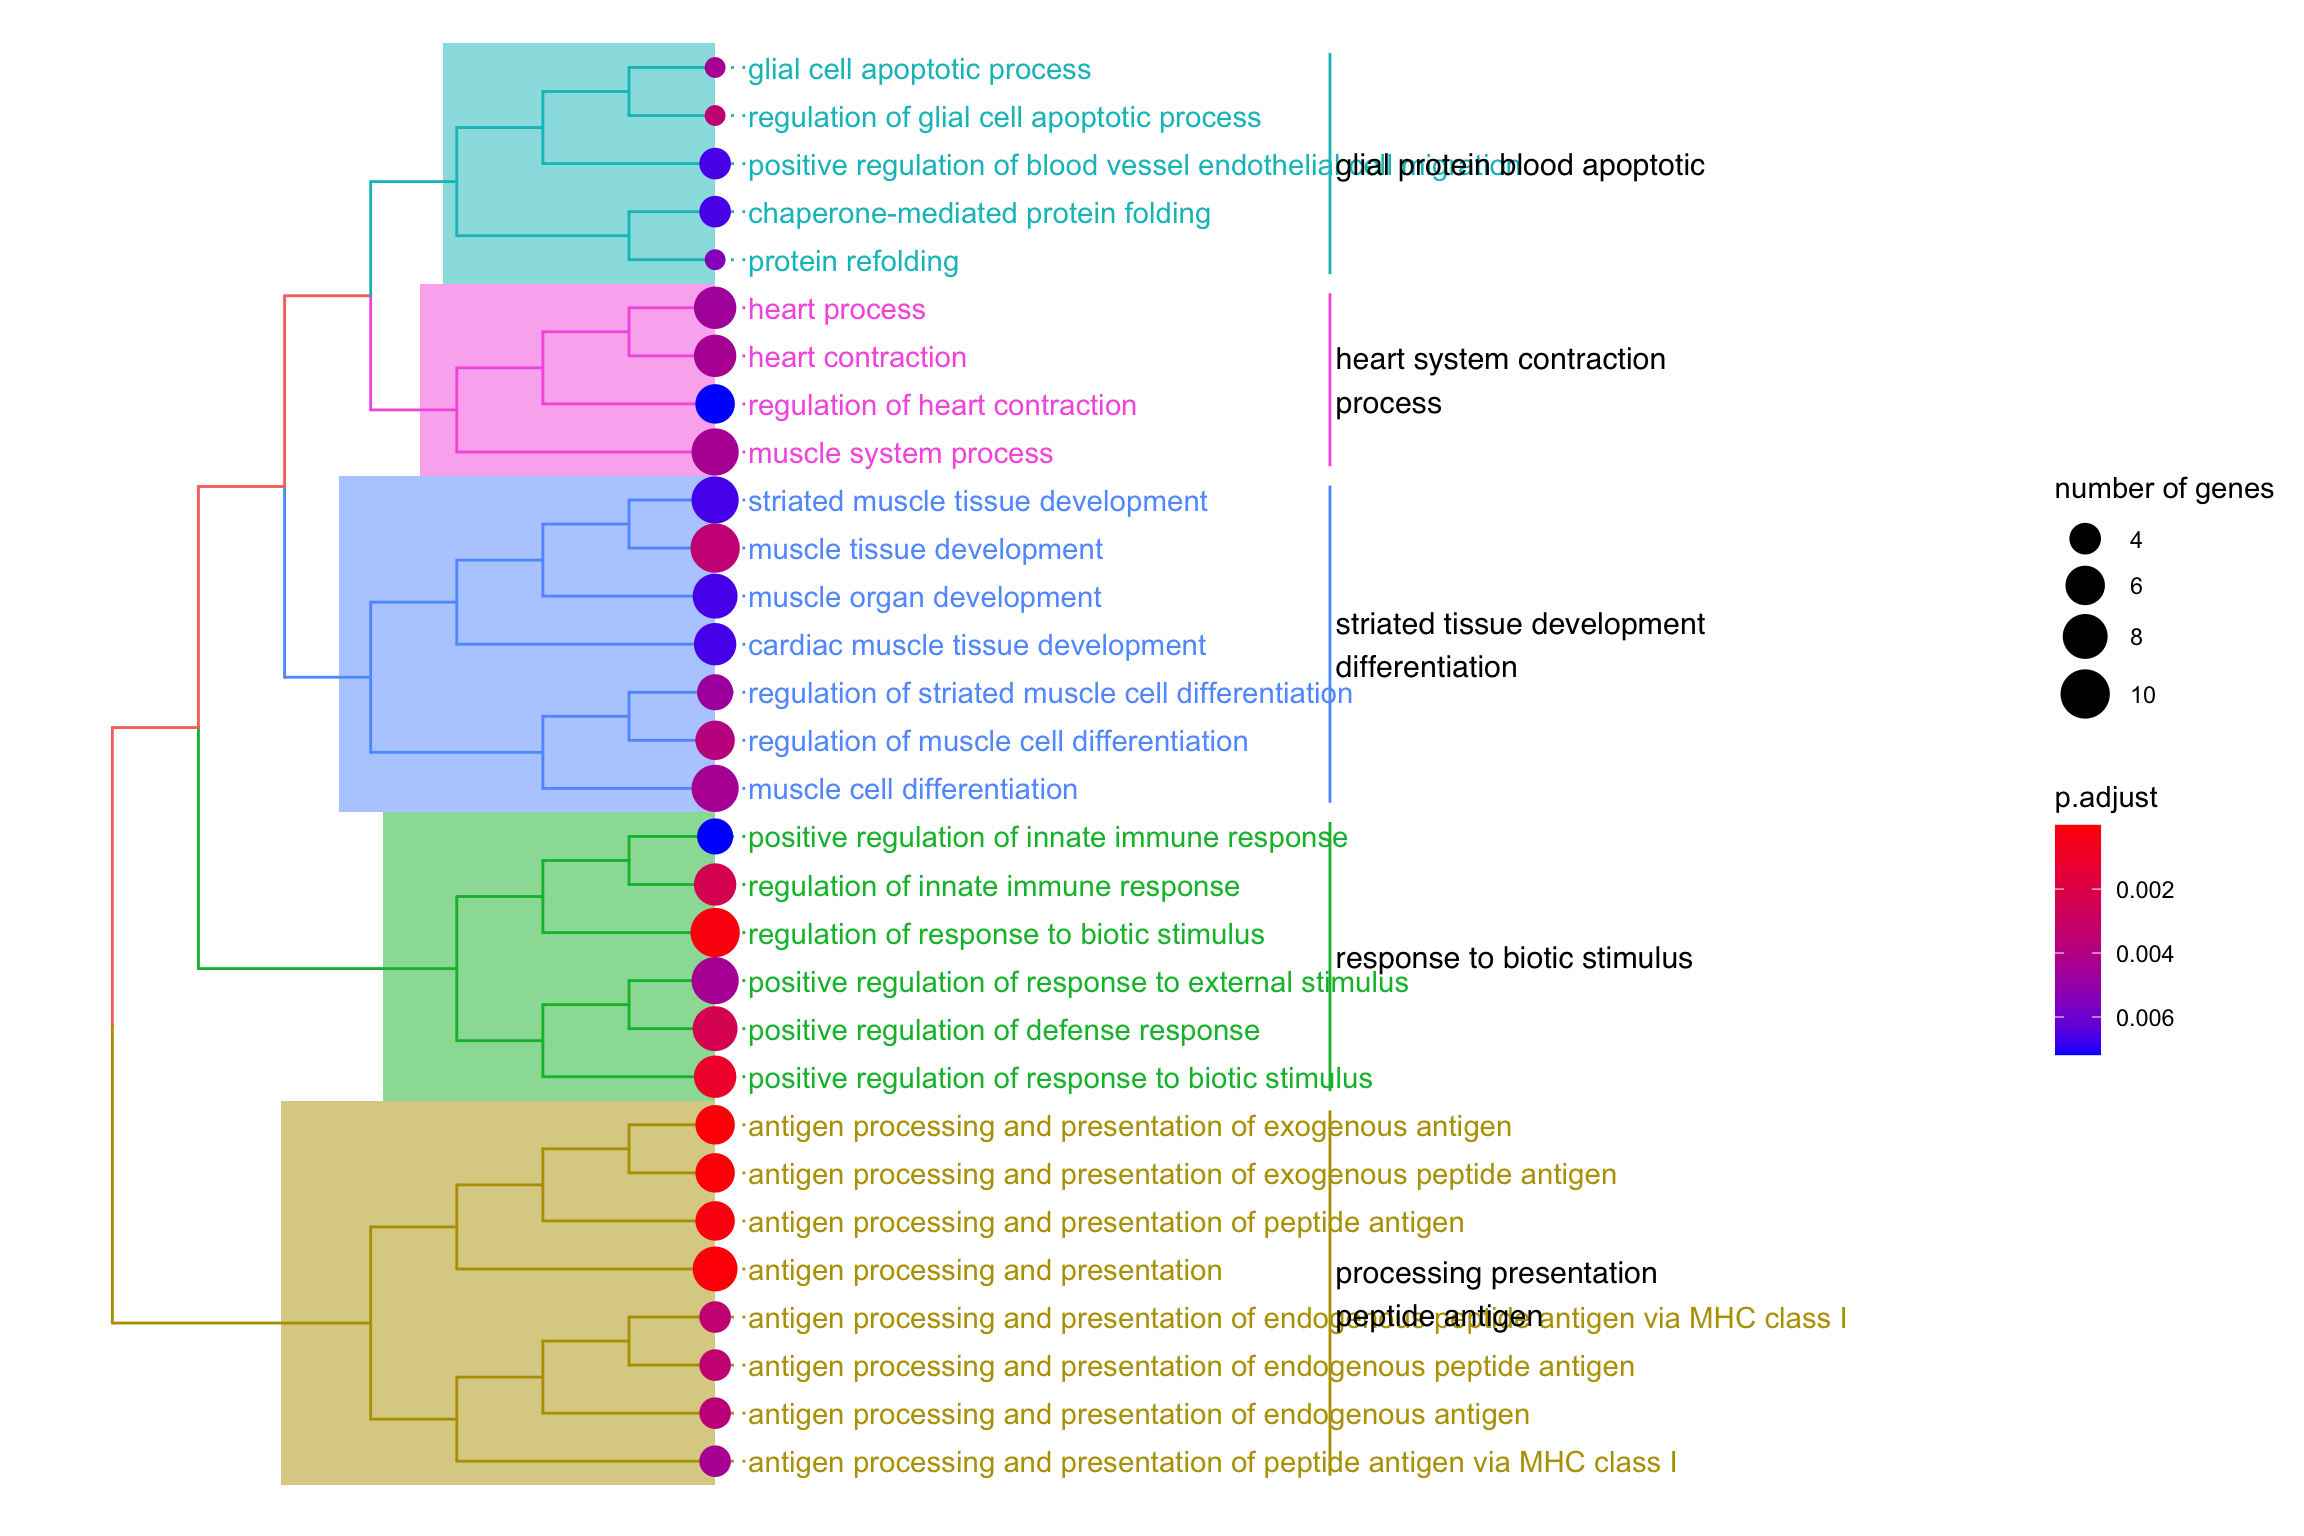 glial cell apoptotic process
regulation of glial cell apoptotic process
positive regulation of blood vessel endothelial cell migration
glial protein blood apoptotic
chaperone-mediated protein folding
protein refolding
heart process
heart contraction
heart system contraction
process
regulation of heart contraction
muscle system process
striated muscle tissue development
muscle tissue development
muscle organ development
cardiac muscle tissue development
striated tissue development
differentiation
regulation of striated muscle cell differentiation
regulation of muscle cell differentiation
muscle cell differentiation
positive regulation of innate immune response
regulation of innate immune response
regulation of response to biotic stimulus
response to biotic stimulus
positive regulation of response to external stimulus
positive regulation of defense response
positive regulation of response to biotic stimulus
antigen processing and presentation of exogenous antigen
antigen processing and presentation of exogenous peptide antigen
antigen processing and presentation of peptide antigen
antigen processing and presentation
processing presentation
peptide antigen
antigen processing and presentation of endogenous peptide antigen via MHC class I
antigen processing and presentation of endogenous peptide antigen
antigen processing and presentation of endogenous antigen
antigen processing and presentation of peptide antigen via MHC class I
number of genes
4
6
8
10
p.adjust
0.002
0.004
0.006